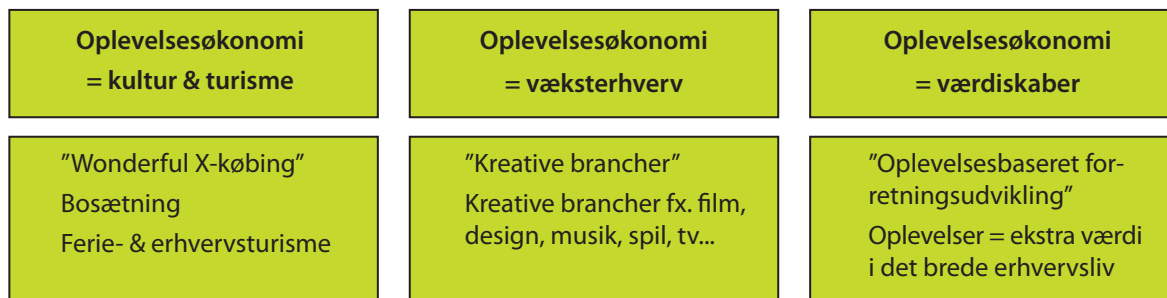 Oplevelsesøkonomi
= kultur & turisme
Oplevelsesøkonomi
= væksterhverv
Oplevelsesøkonomi
= værdiskaber
”Wonderful X-købing”
Bosætning
Ferie- & erhvervsturisme
”Kreative brancher”
Kreative brancher fx. film,
design, musik, spil, tv...
”Oplevelsesbaseret for-
retningsudvikling”
Oplevelser = ekstra værdi
i det brede erhvervsliv